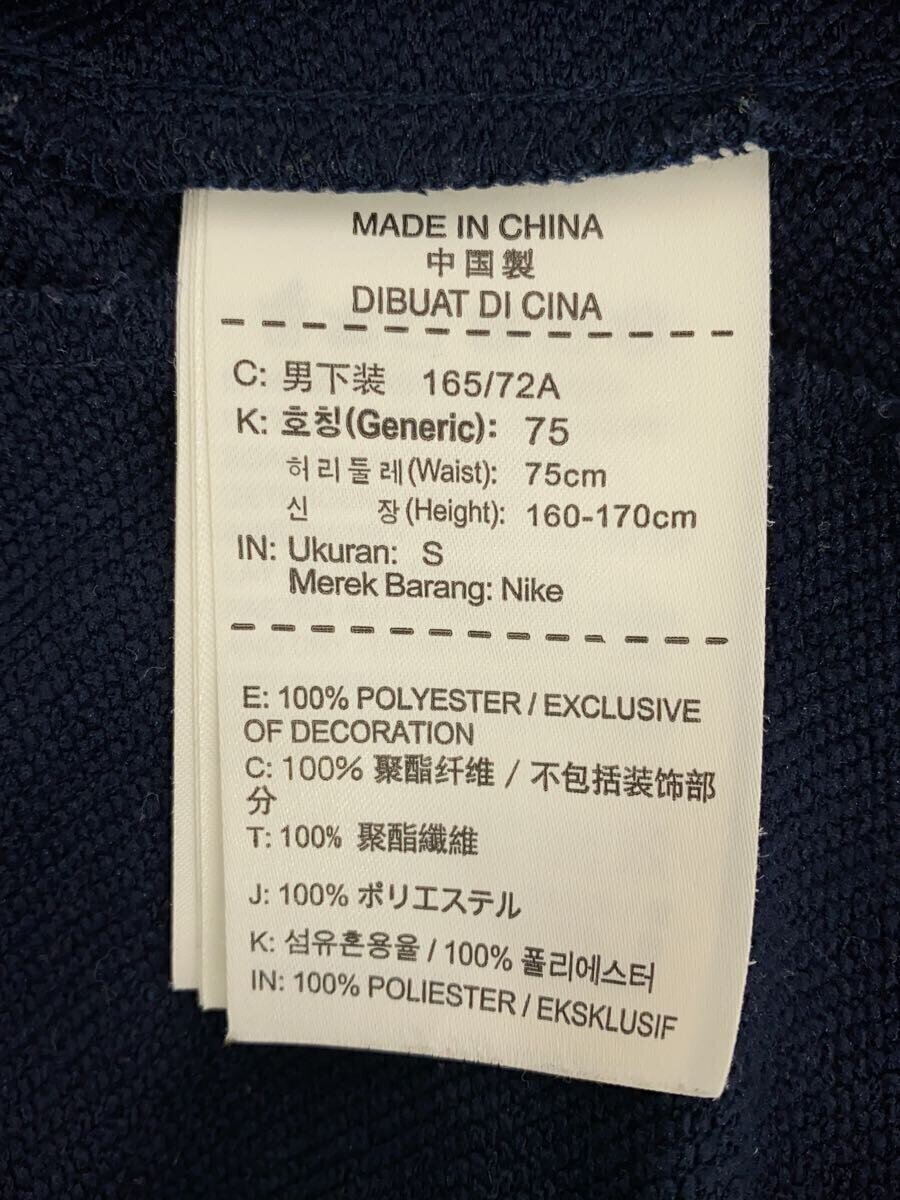 MADE IN CHINA
中国製
DIBUAT DI CINA
C: 男下装 165/72A
K: 호칭(Generic): 75
허리둘레(Waist): 75cm
신 장(Height): 160-170cm
IN: Ukuran: S
Merek Barang: Nike
E: 100% POLYESTER / EXCLUSIVE
OF DECORATION
C: 100% 聚酯纤维 / 不包括装饰部
分
T: 100% 聚酯纖維
J: 100% ポリエステル
K: 섬유혼용율 / 100% 폴리에스터
IN: 100% POLIESTER / EKSKLUSIF